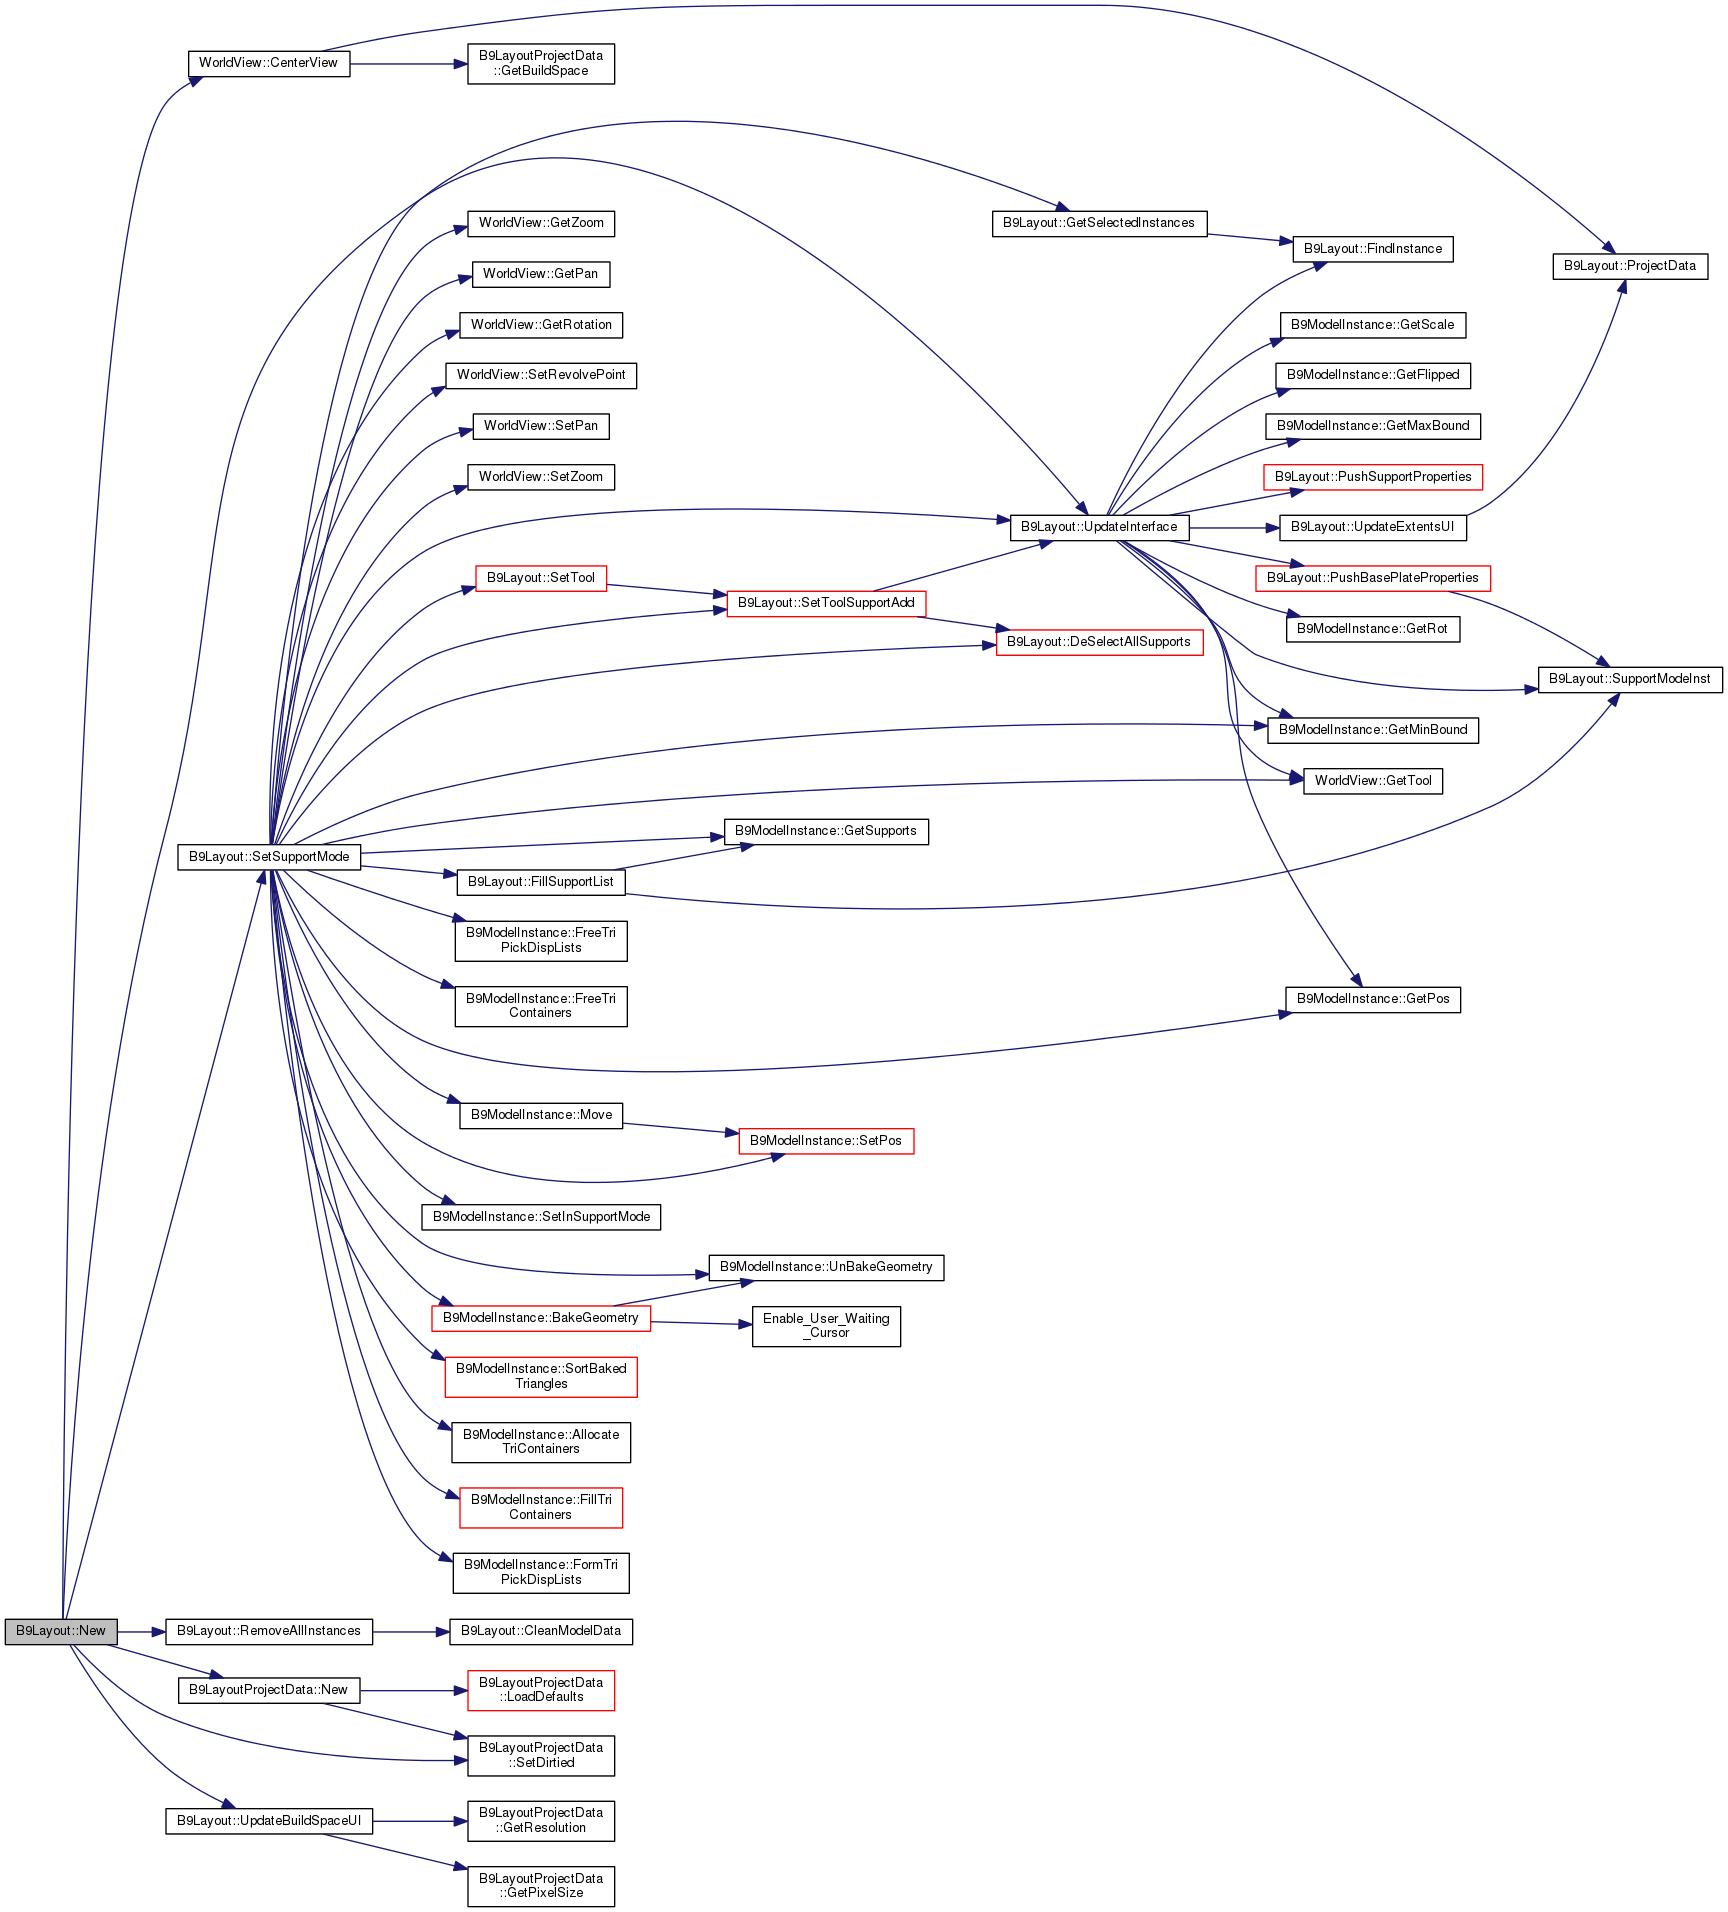 WorldView::CenterView
B9LayoutProjectData
::GetBuildSpace
WorldView::GetZoom
WorldView::GetPan
WorldView::GetRotation
WorldView::SetRevolvePoint
WorldView::SetPan
WorldView::SetZoom
B9Layout::GetSelectedInstances
B9Layout::FindInstance
B9Layout::ProjectData
B9ModelInstance::GetScale
B9ModelInstance::GetFlipped
B9ModelInstance::GetMaxBound
B9Layout::PushSupportProperties
B9Layout::UpdateInterface
B9Layout::UpdateExtentsUI
B9Layout::SetTool
B9Layout::PushBasePlateProperties
B9Layout::SetToolSupportAdd
B9ModelInstance::GetRot
B9Layout::DeSelectAllSupports
B9Layout::SupportModeInst
B9ModelInstance::GetMinBound
WorldView::GetTool
B9ModelInstance::GetSupports
B9Layout::SetSupportMode
B9Layout::FillSupportList
B9ModelInstance::FreeTri
PickDispLists
B9ModelInstance::FreeTri
Containers
B9ModelInstance::GetPos
B9ModelInstance::Move
B9ModelInstance::SetPos
B9ModelInstance::SetInSupportMode
B9ModelInstance::UnBakeGeometry
B9ModelInstance::BakeGeometry
Enable_User_Waiting
_Cursor
B9ModelInstance::SortBaked
Triangles
B9ModelInstance::Allocate
TriContainers
B9ModelInstance::FillTri
Containers
B9ModelInstance::FormTri
PickDispLists
B9Layout::New
B9Layout::RemoveAllInstances
B9Layout::CleanModelData
B9LayoutProjectData::New
B9LayoutProjectData
::LoadDefaults
B9LayoutProjectData
::SetDirtied
B9Layout::UpdateBuildSpaceUI
B9LayoutProjectData
::GetResolution
B9LayoutProjectData
::GetPixelSize